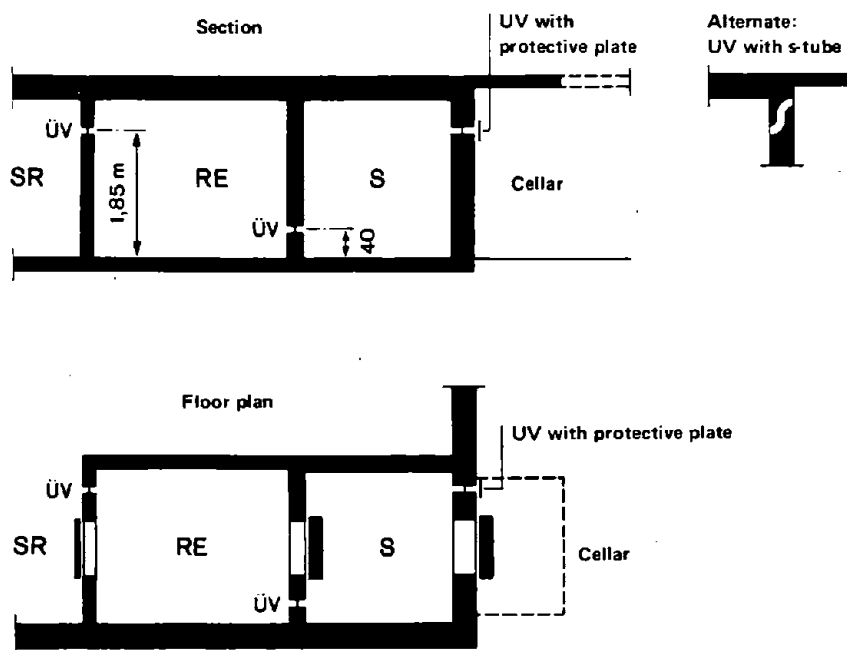 Section
UV with
protective plate
Alternate:
UV with s-tube
ÜV
SR
RE
S
Cellar
1,85 m
ÜV
40
Floor plan
UV with protective plate
ÜV
SR
RE
S
Cellar
ÜV